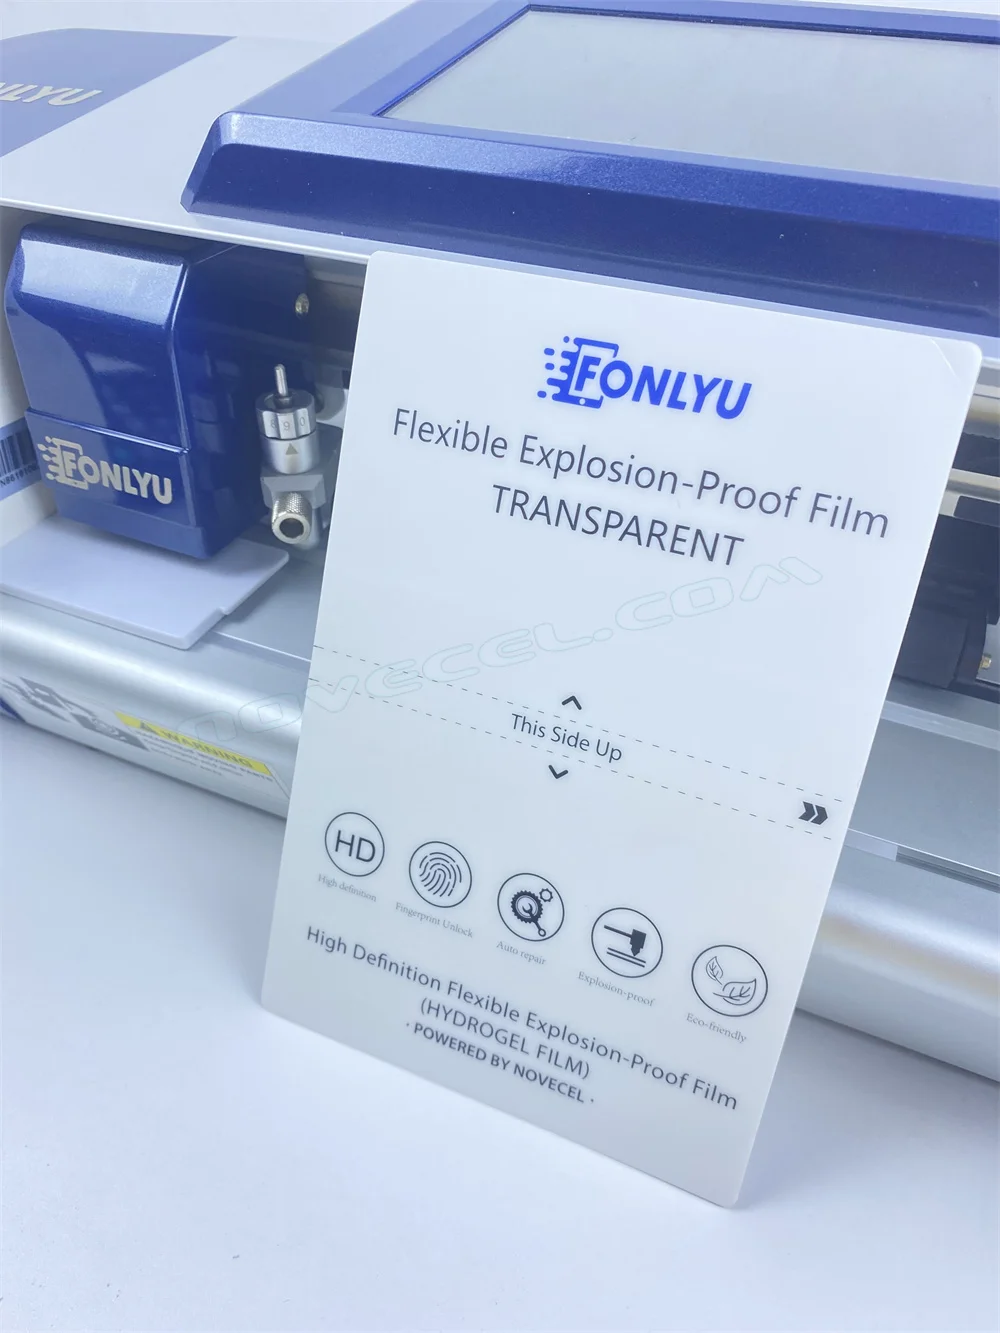 FONLYU
FONLYU
Flexible Explosion-Proof Film
TRANSPARENT
NOVECEL.COM
This Side Up
HD
High definition
Fingerprint Unlock
Auto repair
Explosion-proof
Eco-friendly
High Definition Flexible Explosion-Proof Film
(HYDROGEL FILM)
· POWERED BY NOVECEL ·
WARNING